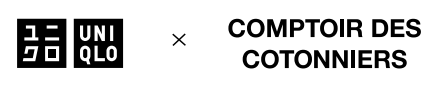 ユニ UNI
クロ QLO
×
COMPTOIR DES
COTONNIERS